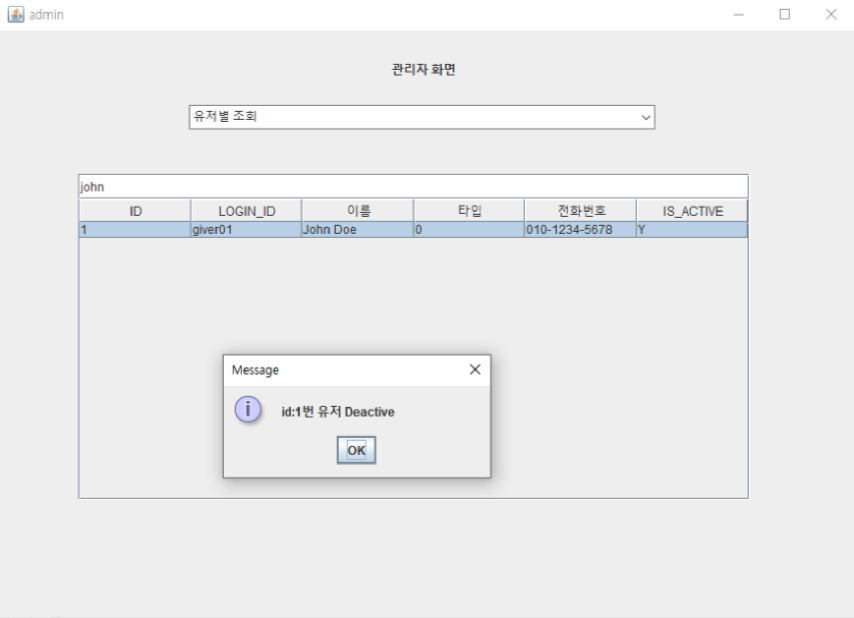 admin
관리자 화면
유저별 조회
john
ID LOGIN_ID 이름 타입 전화번호 IS_ACTIVE
1 giver01 John Doe 0 010-1234-5678 Y
Message
id:1번 유저 Deactive
OK